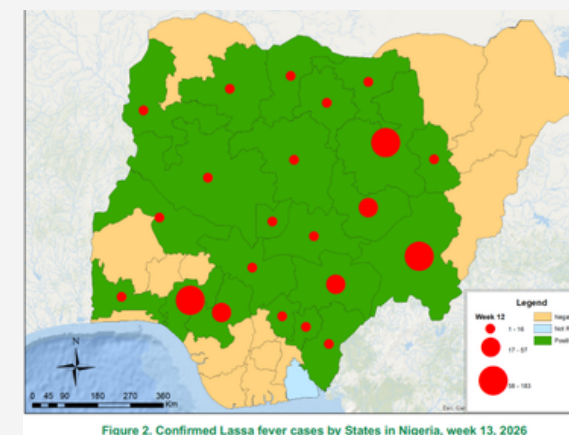 Legend
Week 12
1 - 16
17 - 57
58 - 183
Not R
0 45 90 180 270 360
Km
Figure 2. Confirmed Lassa fever cases by States in Nigeria, week 13, 2026